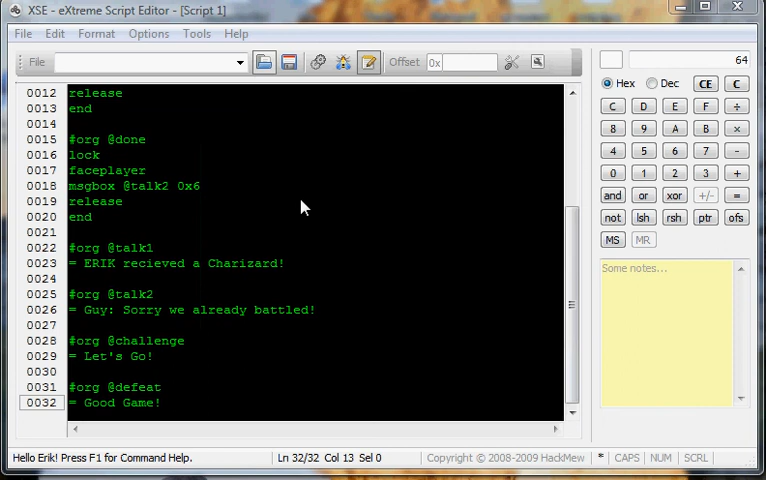 XSE - eXtreme Script Editor - [Script 1]
File Edit Format Options Tools Help
File Offset 0x
64
Hex Dec CE C
C D E F ÷
8 9 A B ×
4 5 6 7 -
0 1 2 3 +
and or xor +/- =
not lsh rsh ptr ofs
MS MR
Some notes...
0012 release
0013 end
0014
0015 #org @done
0016 lock
0017 faceplayer
0018 msgbox @talk2 0x6
0019 release
0020 end
0021
0022 #org @talk1
0023 = ERIK recieved a Charizard!
0024
0025 #org @talk2
0026 = Guy: Sorry we already battled!
0027
0028 #org @challenge
0029 = Let's Go!
0030
0031 #org @defeat
0032 = Good Game!
Hello Erik! Press F1 for Command Help. Ln 32/32 Col 13 Sel 0 Copyright © 2008-2009 HackMew * CAPS NUM SCRL